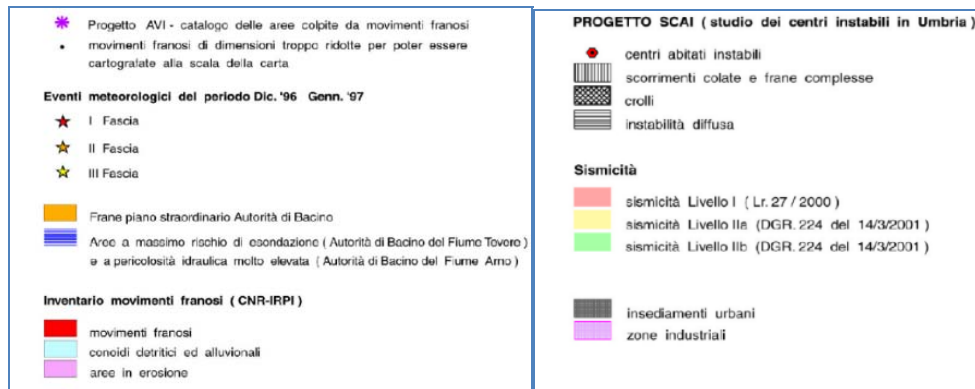 Progetto AVI - catalogo delle aree colpite da movimenti franosi
movimenti franosi di dimensioni troppo ridotte per poter essere
cartografate alla scala della carta
Eventi meteorologici del periodo Dic. '96 Genn. '97
I Fascia
II Fascia
III Fascia
Frane piano straordinario Autorità di Bacino
Aree a massimo rischio di esondazione ( Autorità di Bacino del Fiume Tevere )
e a pericolosità idraulica molto elevata ( Autorità di Bacino del Fiume Arno )
Inventario movimenti franosi ( CNR-IRPI )
movimenti franosi
conoidi detritici ed alluvionali
aree in erosione
PROGETTO SCAI ( studio dei centri instabili in Umbria )
centri abitati instabili
scorrimenti colate e frane complesse
crolli
instabilità diffusa
Sismicità
sismicità Livello I ( Lr. 27 / 2000 )
sismicità Livello IIa (DGR. 224 del 14/3/2001 )
sismicità Livello IIb (DGR. 224 del 14/3/2001 )
insediamenti urbani
zone industriali